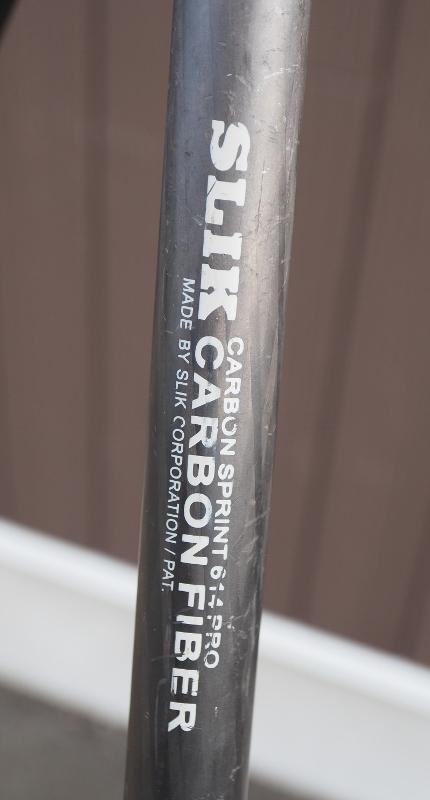 SLIK
CARBON SPRINT 614 PRO
CARBON FIBER
MADE BY SLIK CORPORATION / PAT.